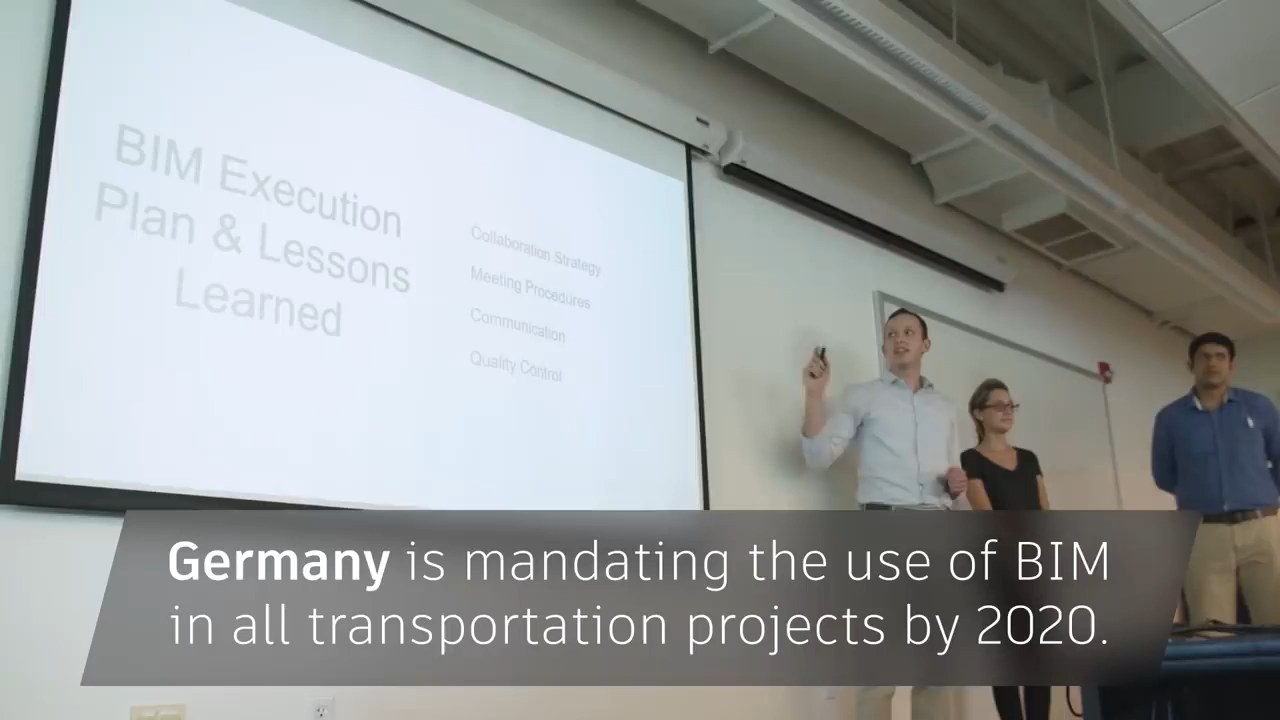 BIM Execution
Plan & Lessons
Learned
Collaboration Strategy
Meeting Procedures
Communication
Quality Control
Germany is mandating the use of BIM
in all transportation projects by 2020.